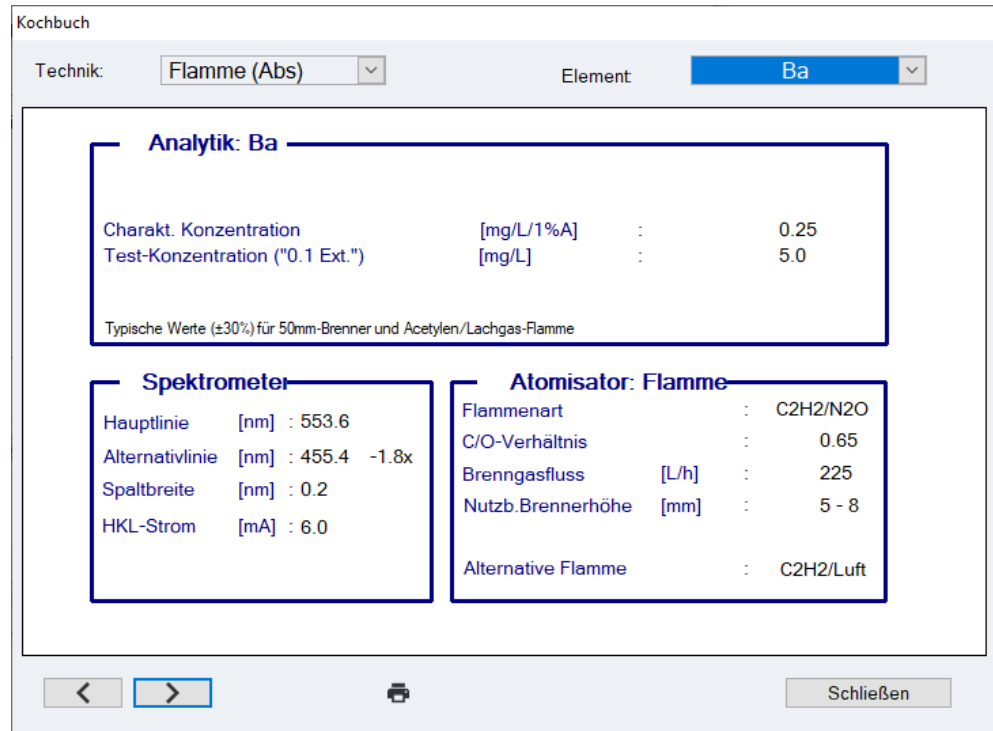 Kochbuch
Technik: Flamme (Abs) Element: Ba
Analytik: Ba
Charakt. Konzentration [mg/L/1%A] : 0.25
Test-Konzentration ("0.1 Ext.") [mg/L] : 5.0
Typische Werte (±30%) für 50mm-Brenner und Acetylen/Lachgas-Flamme
Spektrometer
Hauptlinie [nm] : 553.6
Alternativlinie [nm] : 455.4 -1.8x
Spaltbreite [nm] : 0.2
HKL-Strom [mA] : 6.0
Atomisator: Flamme
Flammenart : C2H2/N2O
C/O-Verhältnis : 0.65
Brenngasfluss [L/h] : 225
Nutzb.Brennerhöhe [mm] : 5 - 8
Alternative Flamme : C2H2/Luft
Schließen